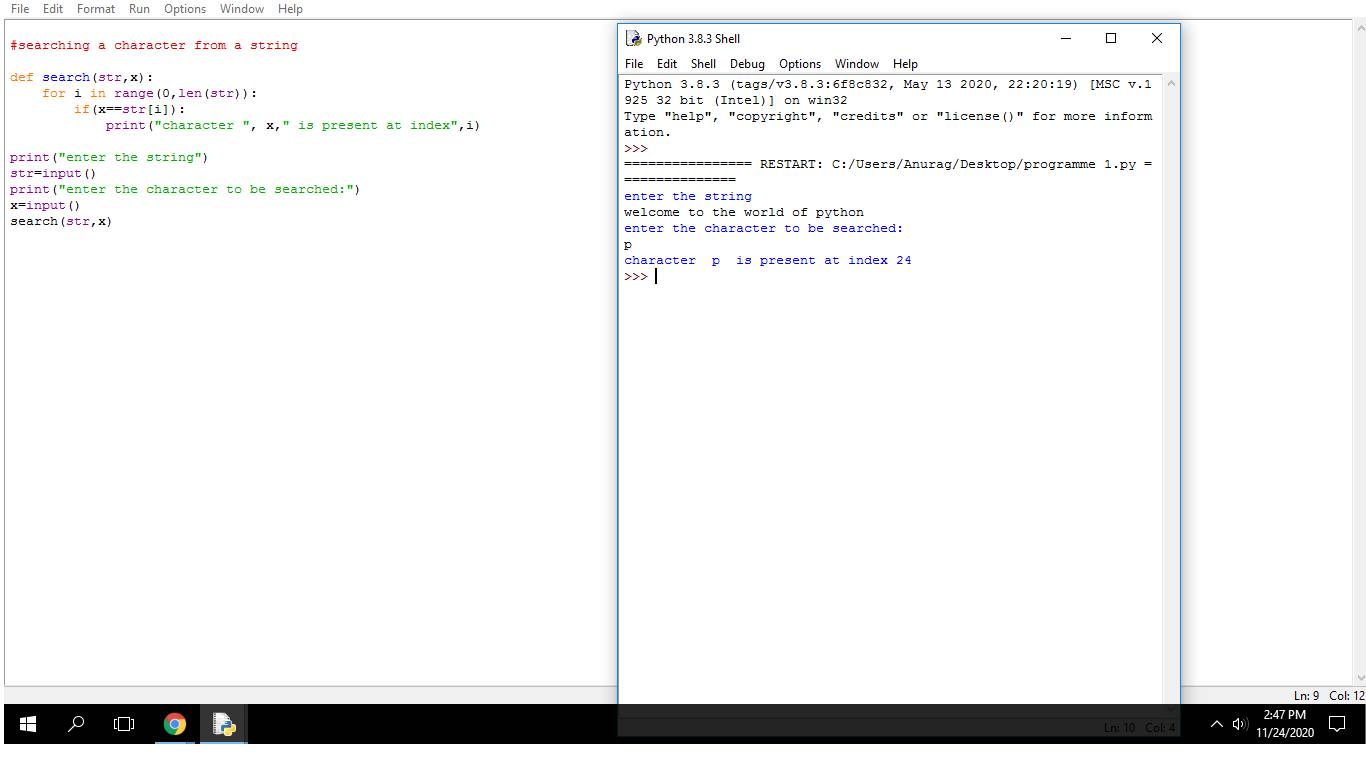 File Edit Format Run Options Window Help
#searching a character from a string
def search(str,x):
    for i in range(0,len(str)):
        if(x==str[i]):
            print("character ", x," is present at index",i)
print("enter the string")
str=input()
print("enter the character to be searched:")
x=input()
search(str,x)
Python 3.8.3 Shell
File Edit Shell Debug Options Window Help
Python 3.8.3 (tags/v3.8.3:6f8c832, May 13 2020, 22:20:19) [MSC v.1
925 32 bit (Intel)] on win32
Type "help", "copyright", "credits" or "license()" for more inform
ation.
>>>
================ RESTART: C:/Users/Anurag/Desktop/programme 1.py =
==============
enter the string
welcome to the world of python
enter the character to be searched:
p
character  p  is present at index 24
>>>
Ln: 9 Col: 12
Ln: 10 Col: 4
2:47 PM
11/24/2020